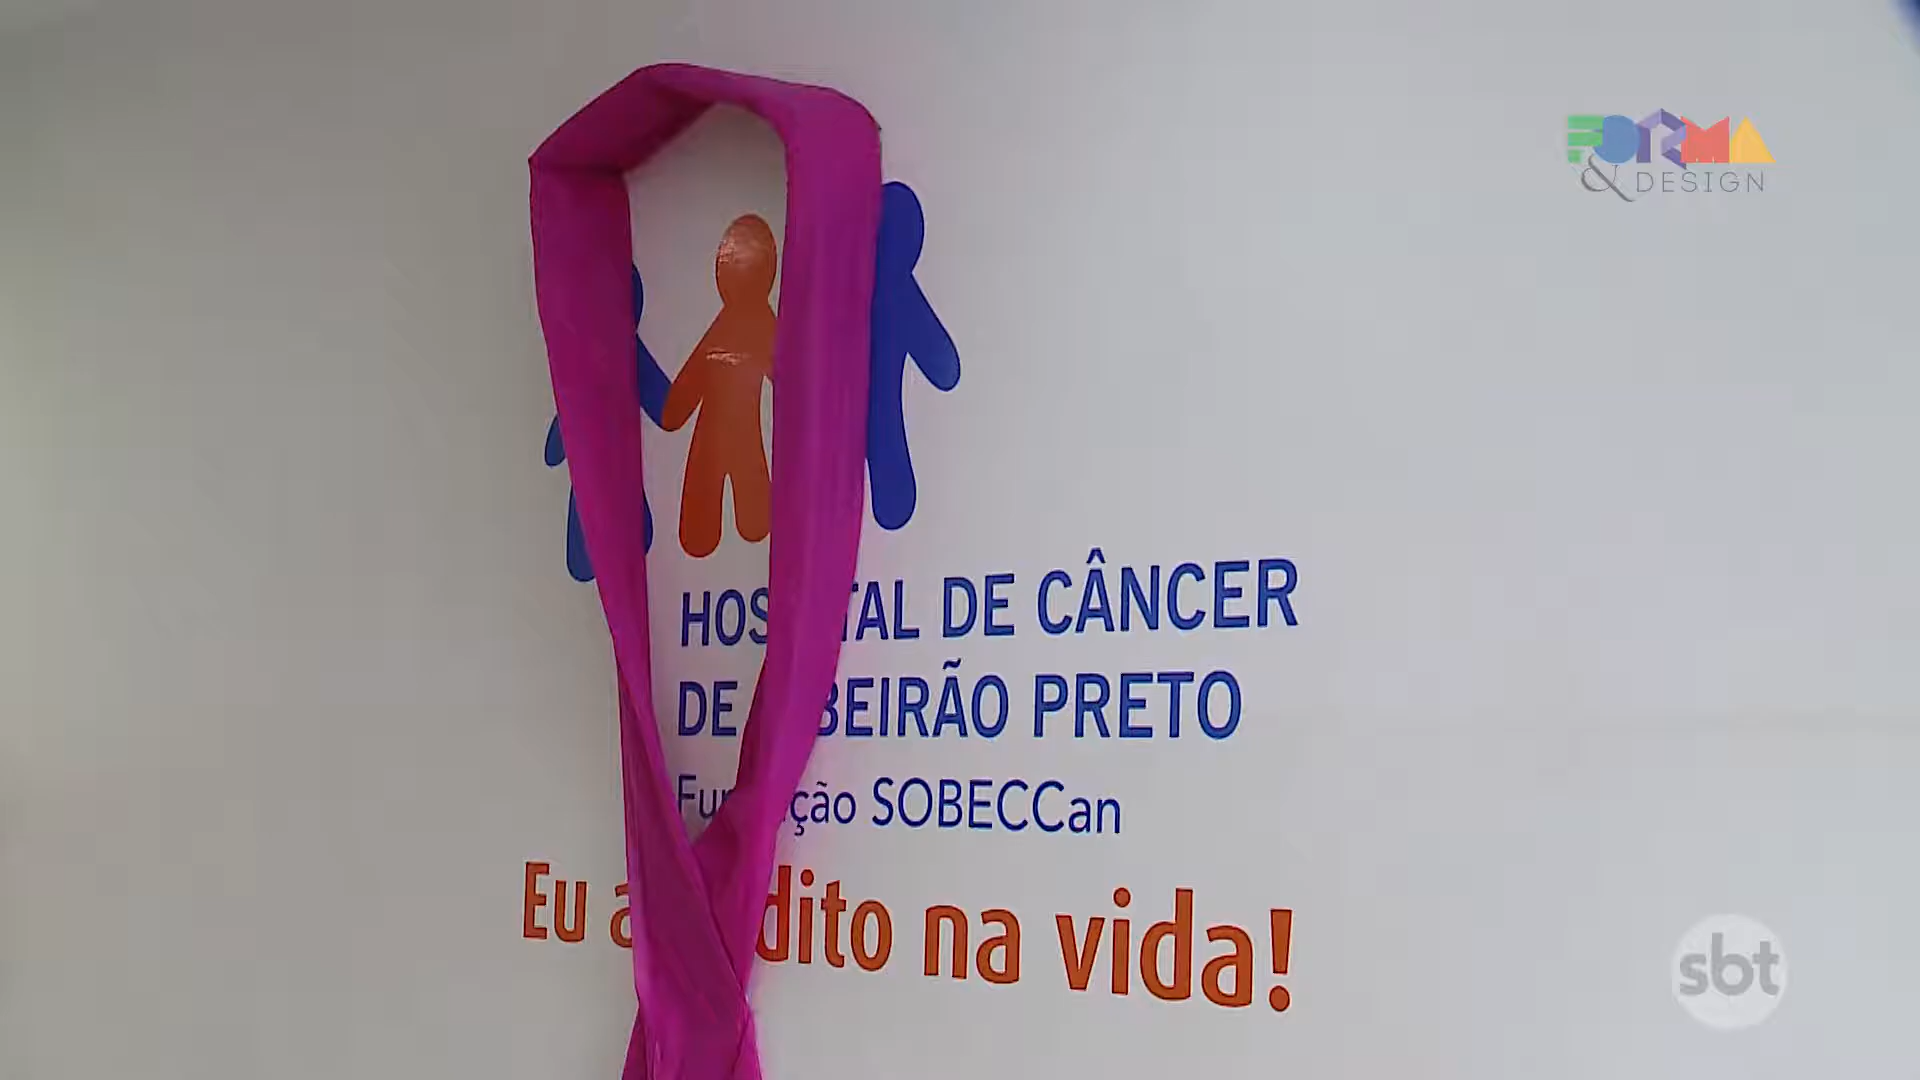 FORMA
& DESIGN
HOS TAL DE CÂNCER
DE BEIRÃO PRETO
Fu ção SOBECCan
Eu a dito na vida!
sbt